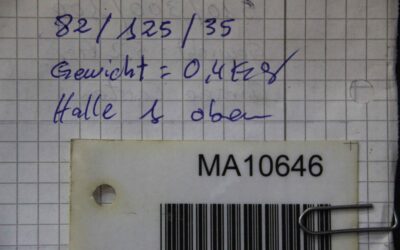 82/125/35
Gewicht = 0,4 Kg
Halle 1 oben
MA10646